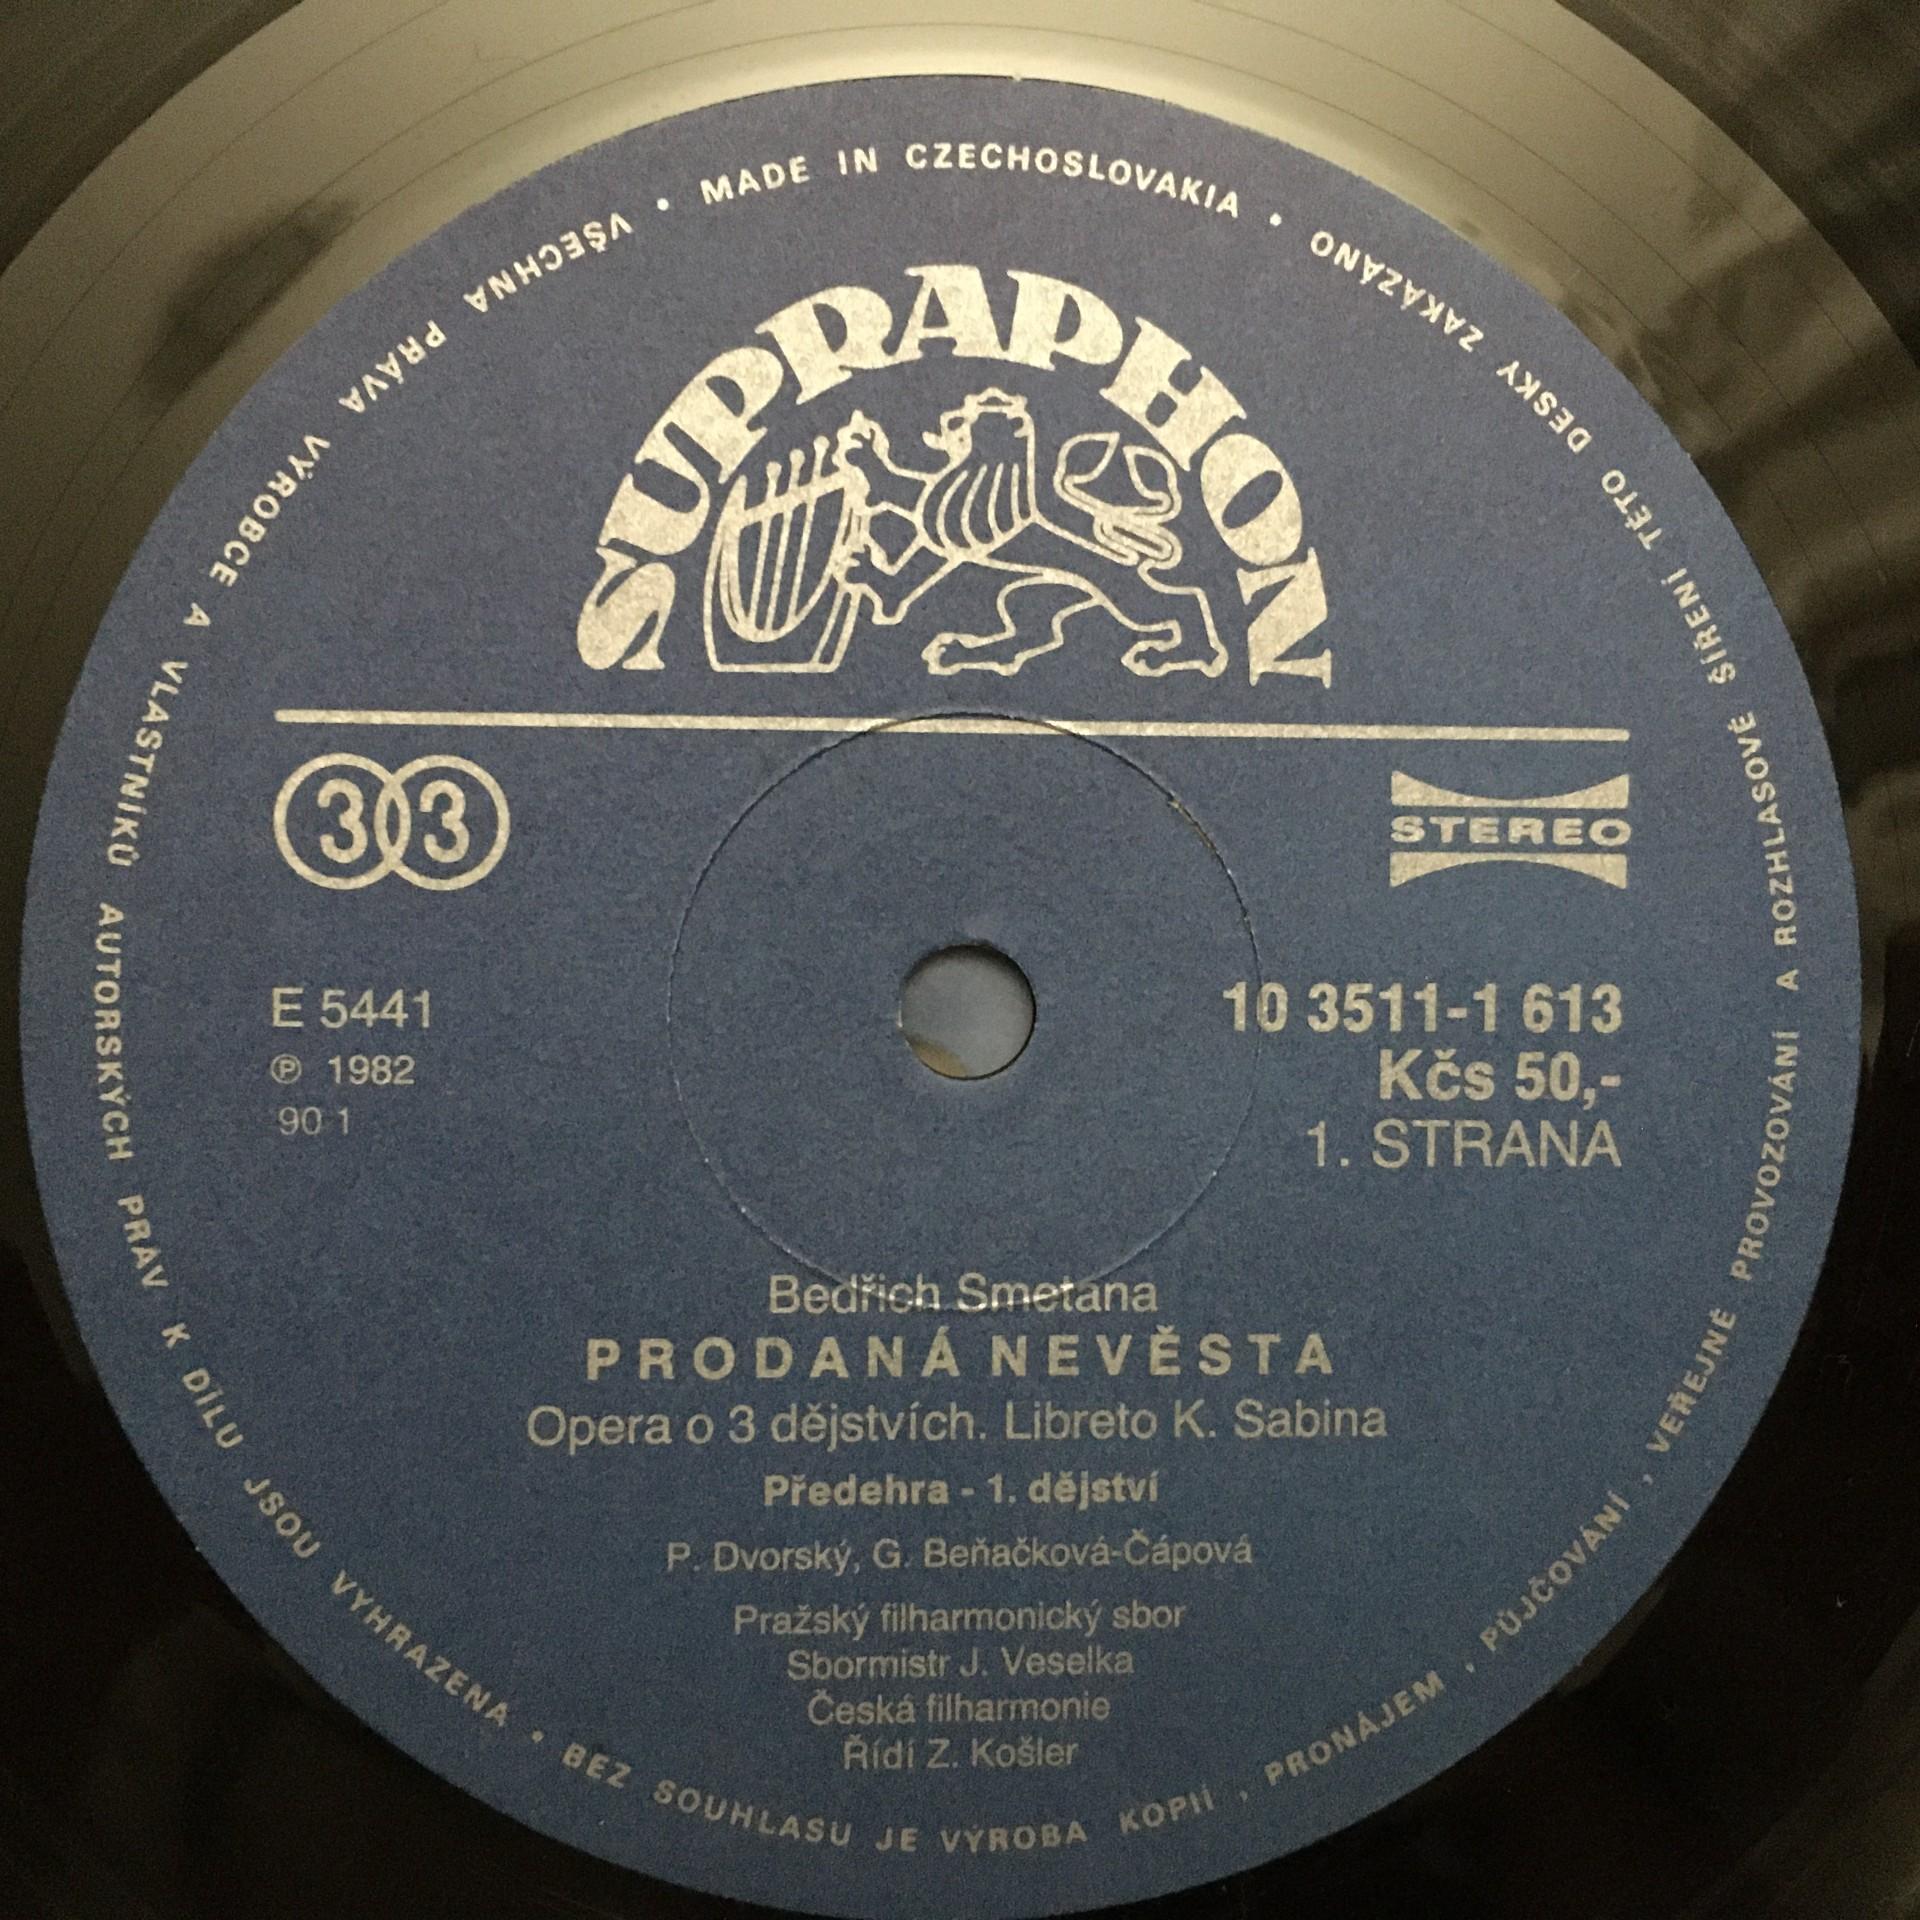 MADE IN CZECHOSLOVAKIA •
VŠECHNA PRÁVA VÝROBCE A VLASTNÍKŮ AUTORSKÝCH PRÁV K DÍLU JSOU VYHRAZENA • BEZ SOUHLASU JE VÝROBA KOPIÍ , PRONÁJEM , PŮJČOVÁNÍ , VEŘEJNÉ PROVOZOVÁNÍ A ROZHLASOVÉ ŠÍŘENÍ TÉTO DESKY ZAKÁZÁNO •
SUPRAPHON
33
STEREO
E 5441
℗ 1982
90 1
10 3511-1 613
Kčs 50,-
1. STRANA
Bedřich Smetana
PRODANÁ NEVĚSTA
Opera o 3 dějstvích. Libreto K. Sabina
Předehra - 1. dějství
P. Dvorský, G. Beňačková-Čápová
Pražský filharmonický sbor
Sbormistr J. Veselka
Česká filharmonie
Řídí Z. Košler